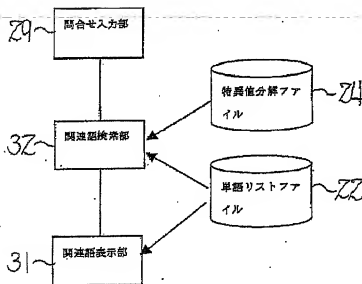 29
問合せ入力部
特異値分解ファ
イル
24
32
関連語検索部
単語リストファ
イル
22
31
関連語表示部